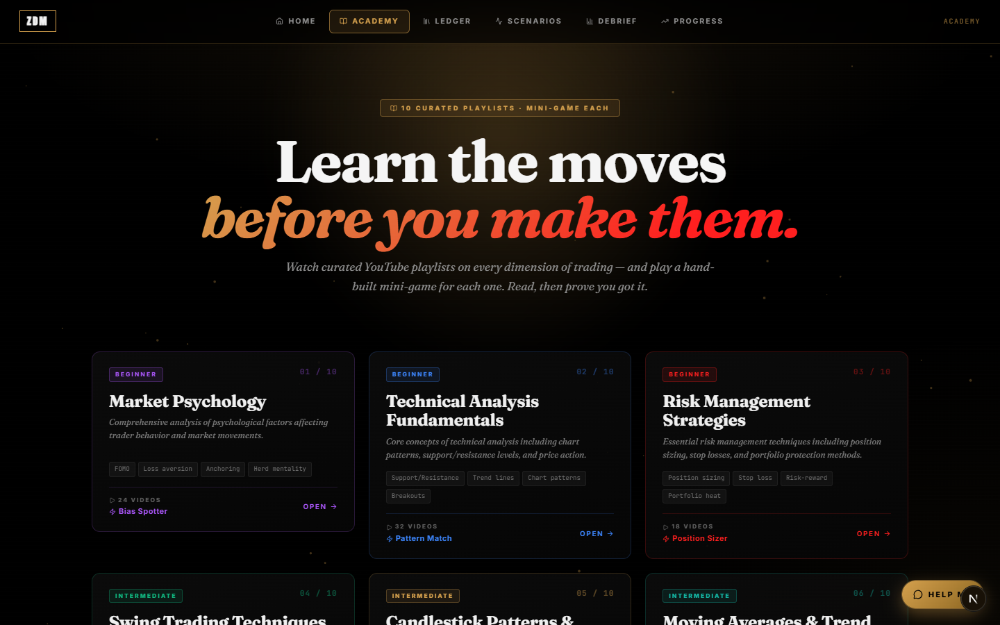 ZDM
HOME
ACADEMY
LEDGER
SCENARIOS
DEBRIEF
PROGRESS
ACADEMY
10 CURATED PLAYLISTS · MINI-GAME EACH
Learn the moves
before you make them.
Watch curated YouTube playlists on every dimension of trading — and play a hand-
built mini-game for each one. Read, then prove you got it.
BEGINNER
01 / 10
Market Psychology
Comprehensive analysis of psychological factors affecting
trader behavior and market movements.
FOMO
Loss aversion
Anchoring
Herd mentality
24 VIDEOS
Bias Spotter
OPEN →
BEGINNER
02 / 10
Technical Analysis
Fundamentals
Core concepts of technical analysis including chart
patterns, support/resistance levels, and price action.
Support/Resistance
Trend lines
Chart patterns
Breakouts
32 VIDEOS
Pattern Match
OPEN →
BEGINNER
03 / 10
Risk Management
Strategies
Essential risk management techniques including position
sizing, stop losses, and portfolio protection methods.
Position sizing
Stop loss
Risk-reward
Portfolio heat
18 VIDEOS
Position Sizer
OPEN →
INTERMEDIATE
04 / 10
Swing Trading Techniques
INTERMEDIATE
05 / 10
Candlestick Patterns &
INTERMEDIATE
06 / 10
Moving Averages & Trend
HELP
N